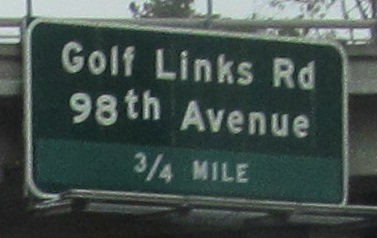 Golf Links Rd
98th Avenue
3/4 MILE